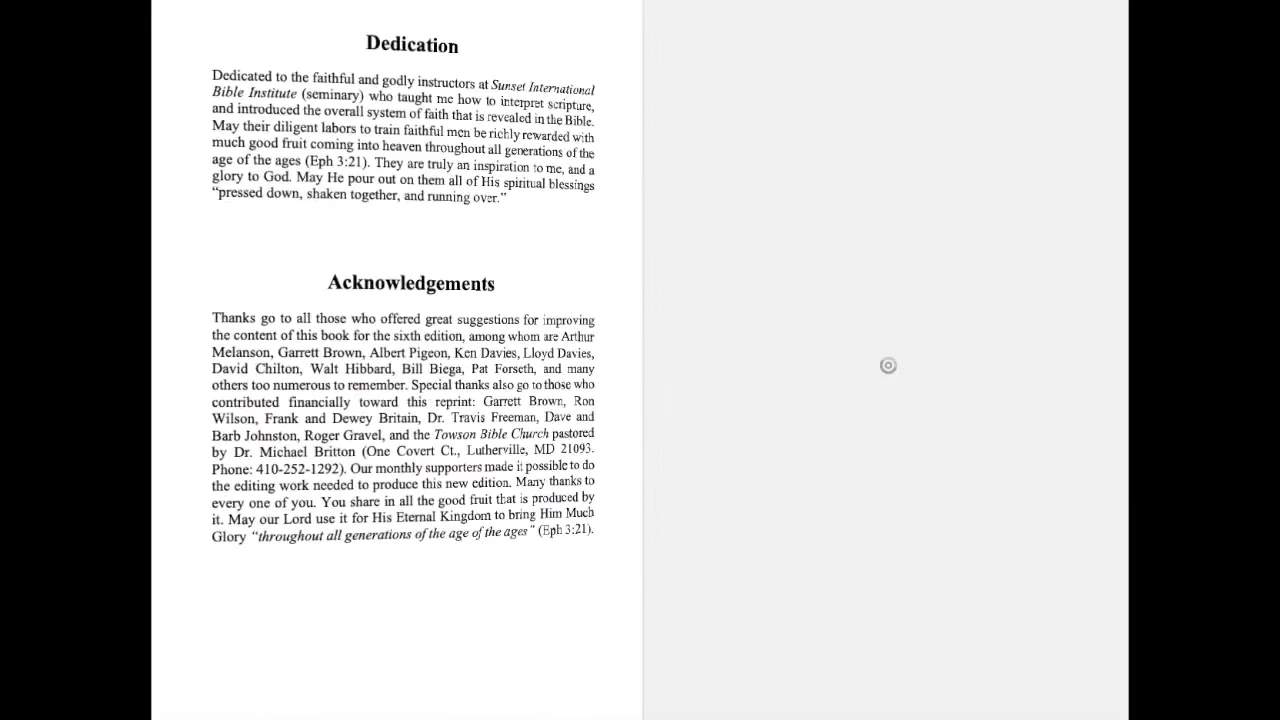 Dedication
Dedicated to the faithful and godly instructors at Sunset International
Bible Institute (seminary) who taught me how to interpret scripture,
and introduced the overall system of faith that is revealed in the Bible.
May their diligent labors to train faithful men be richly rewarded with
much good fruit coming into heaven throughout all generations of the
age of the ages (Eph 3:21). They are truly an inspiration to me, and a
glory to God. May He pour out on them all of His spiritual blessings
“pressed down, shaken together, and running over.”
Acknowledgements
Thanks go to all those who offered great suggestions for improving
the content of this book for the sixth edition, among whom are Arthur
Melanson, Garrett Brown, Albert Pigeon, Ken Davies, Lloyd Davies,
David Chilton, Walt Hibbard, Bill Biega, Pat Forseth, and many
others too numerous to remember. Special thanks also go to those who
contributed financially toward this reprint: Garrett Brown, Ron
Wilson, Frank and Dewey Britain, Dr. Travis Freeman, Dave and
Barb Johnston, Roger Gravel, and the Towson Bible Church pastored
by Dr. Michael Britton (One Covert Ct., Lutherville, MD 21093.
Phone: 410-252-1292). Our monthly supporters made it possible to do
the editing work needed to produce this new edition. Many thanks to
every one of you. You share in all the good fruit that is produced by
it. May our Lord use it for His Eternal Kingdom to bring Him Much
Glory “throughout all generations of the age of the ages” (Eph 3:21).